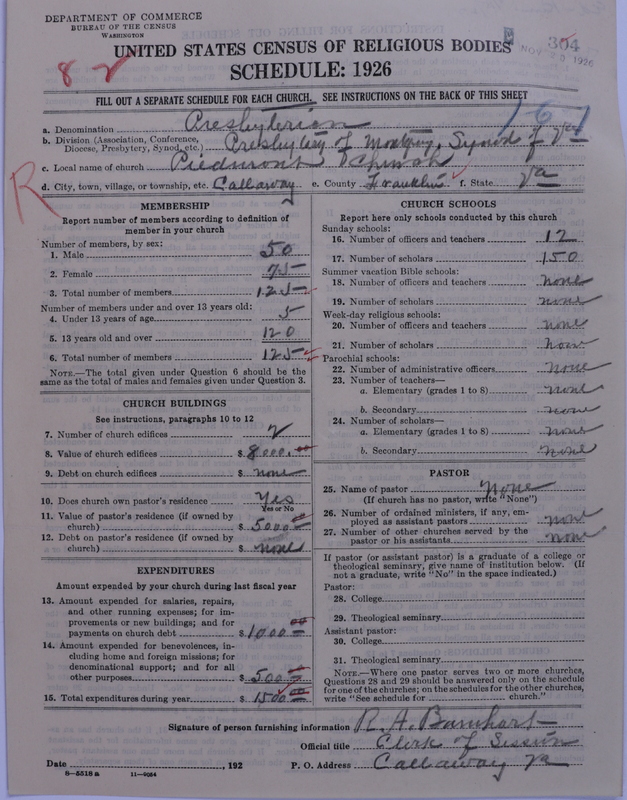 DEPARTMENT OF COMMERCE
BUREAU OF THE CENSUS
WASHINGTON
UNITED STATES CENSUS OF RELIGIOUS BODIES
SCHEDULE: 1926
304
NOV 1926
8 2
FILL OUT A SEPARATE SCHEDULE FOR EACH CHURCH. SEE INSTRUCTIONS ON THE BACK OF THIS SHEET
161
R
a. Denomination Presbyterian
b. Division (Association, Conference, Diocese, Presbytery, Synod, etc.) Presbytery of Montgy, Synod of Va
c. Local name of church Piedmont Church
d. City, town, village, or township, etc. Callaway e. County Franklin f. State Va
MEMBERSHIP
Report number of members according to definition of
member in your church
Number of members, by sex:
1. Male 50
2. Female 75
3. Total number of members 125
Number of members under and over 13 years old:
4. Under 13 years of age 5
5. 13 years old and over 120
6. Total number of members 125
NOTE.—The total given under Question 6 should be
same as the total of males and females given under Question 3.
CHURCH BUILDINGS
See instructions, paragraphs 10 to 12
7. Number of church edifices 2
8. Value of church edifices $ 8000.00
9. Debt on church edifices $ none
10. Does church own pastor's residence Yes
Yes or No
11. Value of pastor's residence (if owned by
church) $ 5000
12. Debt on pastor's residence (if owned by
church) $ none
EXPENDITURES
Amount expended by your church during last fiscal year
13. Amount expended for salaries, repairs,
and other running expenses; for im-
provements or new buildings; and for
payments on church debt $ 1000 00
14. Amount expended for benevolences, in-
cluding home and foreign missions; for
denominational support; and for all
other purposes $ 500
15. Total expenditures during year $ 1500
CHURCH SCHOOLS
Report here only schools conducted by this church
Sunday schools:
16. Number of officers and teachers 12
17. Number of scholars 150
Summer vacation Bible schools:
18. Number of officers and teachers none
19. Number of scholars none
Week-day religious schools:
20. Number of officers and teachers none
21. Number of scholars none
Parochial schools:
22. Number of administrative officers none
23. Number of teachers—
a. Elementary (grades 1 to 8) none
b. Secondary none
24. Number of scholars—
a. Elementary (grades 1 to 8) none
b. Secondary none
PASTOR
25. Name of pastor None
(If church has no pastor, write "None")
26. Number of ordained ministers, if any, em-
ployed as assistant pastors none
27. Number of other churches served by the
pastor or his assistants none
If pastor (or assistant pastor) is a graduate of a college or
theological seminary, give name of institution below. (If
not a graduate, write "No" in the space indicated.)
Pastor:
28. College
29. Theological seminary
Assistant pastor:
30. College
31. Theological seminary
NOTE.—Where one pastor serves two or more churches,
Questions 28 and 29 should be answered only on the schedule
for one of the churches; on the schedules for the other churches,
write "See schedule for church."
Signature of person furnishing information R. A. Barnhart
Official title Clerk of Session
Date , 192 P. O. Address Callaway Va
8—5518 a 11—9054